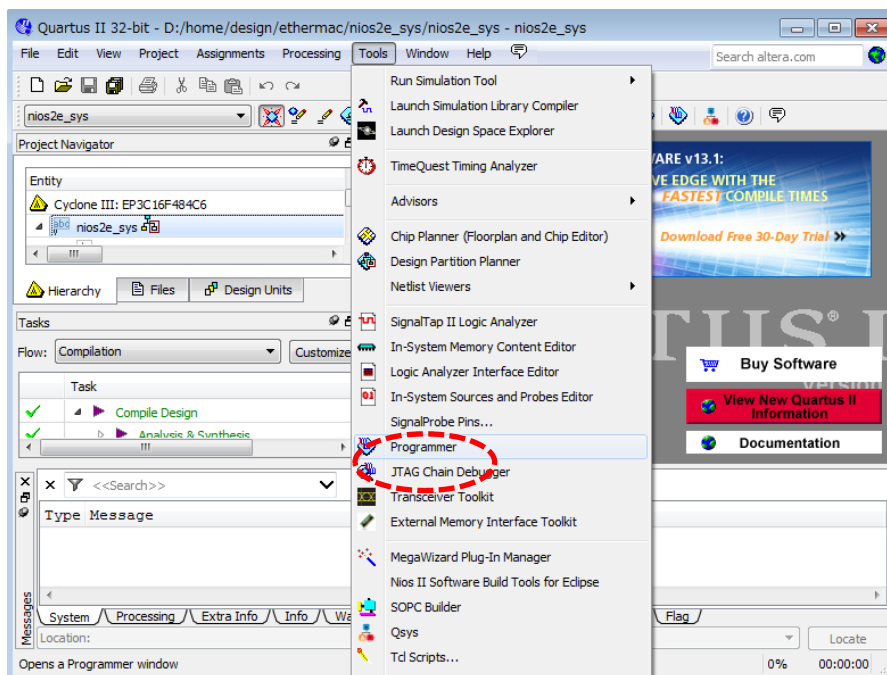 Quartus II 32-bit - D:/home/design/ethermac/nios2e_sys/nios2e_sys - nios2e_sys
File Edit View Project Assignments Processing Tools Window Help
Search altera.com
nios2e_sys
Project Navigator
Entity
Cyclone III: EP3C16F484C6
nios2e_sys
Hierarchy Files Design Units
Tasks
Flow: Compilation Customize
Task
Compile Design
Analysis & Synthesis
Run Simulation Tool
Launch Simulation Library Compiler
Launch Design Space Explorer
TimeQuest Timing Analyzer
Advisors
Chip Planner (Floorplan and Chip Editor)
Design Partition Planner
Netlist Viewers
SignalTap II Logic Analyzer
In-System Memory Content Editor
Logic Analyzer Interface Editor
In-System Sources and Probes Editor
SignalProbe Pins...
Programmer
JTAG Chain Debugger
Transceiver Toolkit
External Memory Interface Toolkit
MegaWizard Plug-In Manager
Nios II Software Build Tools for Eclipse
SOPC Builder
Qsys
Tcl Scripts...
ARE v13.1:
VE EDGE WITH THE
FASTEST COMPILE TIMES
Download Free 30-Day Trial
TUS
Buy Software
Version
View New Quartus II
Information
Documentation
<<Search>>
Type Message
Messages
System Processing Extra Info Info Wa Flag
Location: Locate
Opens a Programmer window 0% 00:00:00